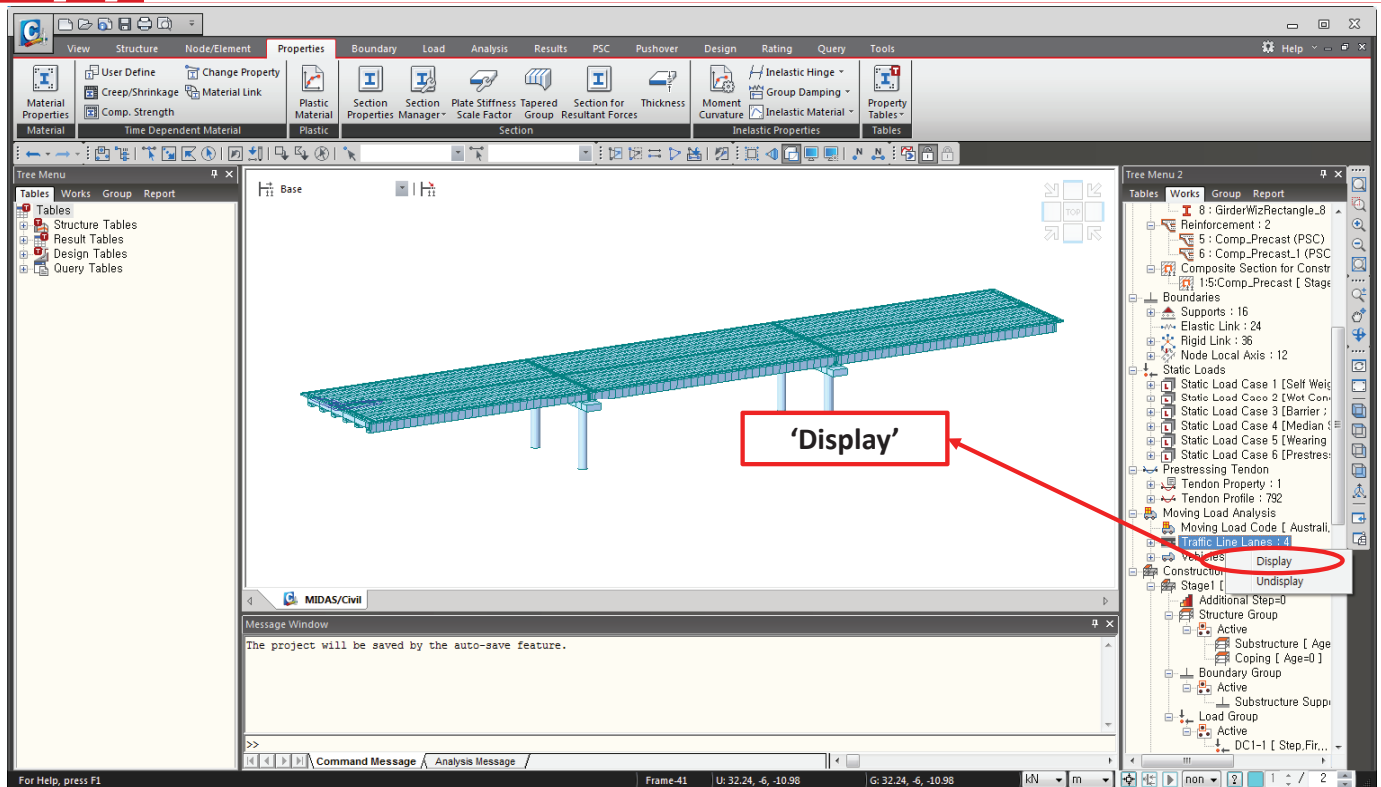 View Structure Node/Element Properties Boundary Load Analysis Results PSC Pushover Design Rating Query Tools Help
Material Properties
User Define
Creep/Shrinkage
Comp. Strength
Change Property
Material Link
Plastic Material
Section Properties
Section Manager
Plate Stiffness Scale Factor
Tapered Group
Section for Resultant Forces
Thickness
Moment Curvature
Inelastic Hinge
Group Damping
Inelastic Material
Property Tables
Material Time Dependent Material Plastic Section Inelastic Properties Tables
Tree Menu
Tables Works Group Report
Tables
Structure Tables
Result Tables
Design Tables
Query Tables
Base
TOP
'Display'
MIDAS/Civil
Message Window
The project will be saved by the auto-save feature.
>>
Command Message Analysis Message
Tree Menu 2
Tables Works Group Report
8 : GirderWizRectangle_8
Reinforcement : 2
5 : Comp_Precast (PSC)
6 : Comp_Precast_1 (PSC
Composite Section for Constr
1:5:Comp_Precast [ Stage
Boundaries
Supports : 16
Elastic Link : 24
Rigid Link : 36
Node Local Axis : 12
Static Loads
Static Load Case 1 [Self Weig
Static Load Case 2 [Wet Con
Static Load Case 3 [Barrier ;
Static Load Case 4 [Median S
Static Load Case 5 [Wearing
Static Load Case 6 [Prestres
Prestressing Tendon
Tendon Property : 1
Tendon Profile : 792
Moving Load Analysis
Moving Load Code [ Australi,
Traffic Line Lanes : 4
Vehicles
Display
Undisplay
Construction
Stage1 [
Additional Step=0
Structure Group
Active
Substructure [ Age
Coping [ Age=0 ]
Boundary Group
Active
Substructure Suppo
Load Group
Active
DC1-1 [ Step,Fir...
For Help, press F1 Frame-41 U: 32.24, -6, -10.98 G: 32.24, -6, -10.98 kN m non 1 / 2